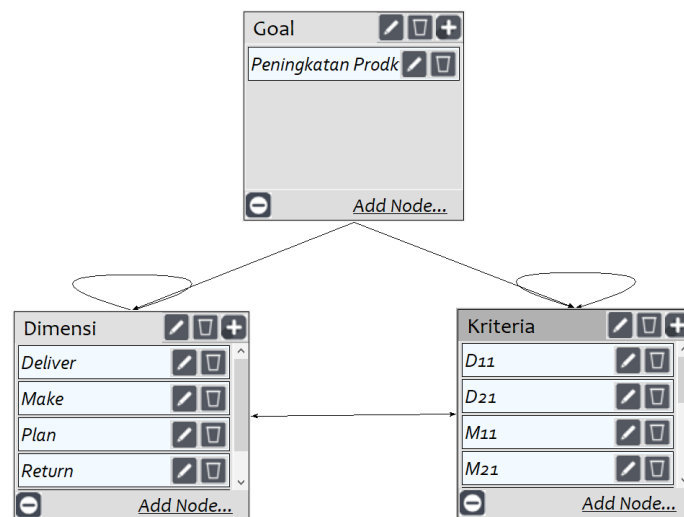 Goal
Peningkatan Prodk
Add Node...
Dimensi
Deliver
Make
Plan
Return
Add Node...
Kriteria
D11
D21
M11
M21
Add Node...